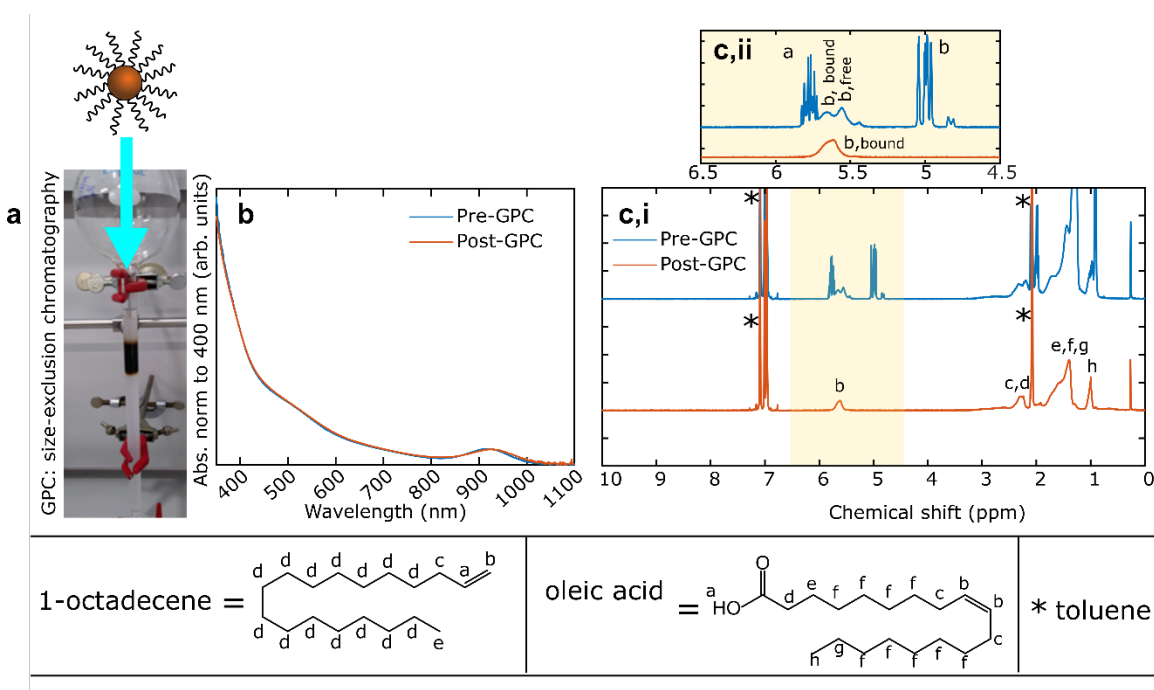 c,ii
a
b, bound
b,free
b
b,bound
6.5
6
5.5
5
4.5
a
GPC: size-exclusion chromatography
b
Pre-GPC
Post-GPC
Abs. norm to 400 nm (arb. units)
400
500
600
700
800
900
1000
1100
Wavelength (nm)
c,i
Pre-GPC
Post-GPC
*
*
*
*
b
c,d
e,f,g
h
10
9
8
7
6
5
4
3
2
1
0
Chemical shift (ppm)
1-octadecene =
d d d d d d c a b
d d d d d d d e
oleic acid =
a HO O
d e f f f f c b b
h g f f f f f c
* toluene